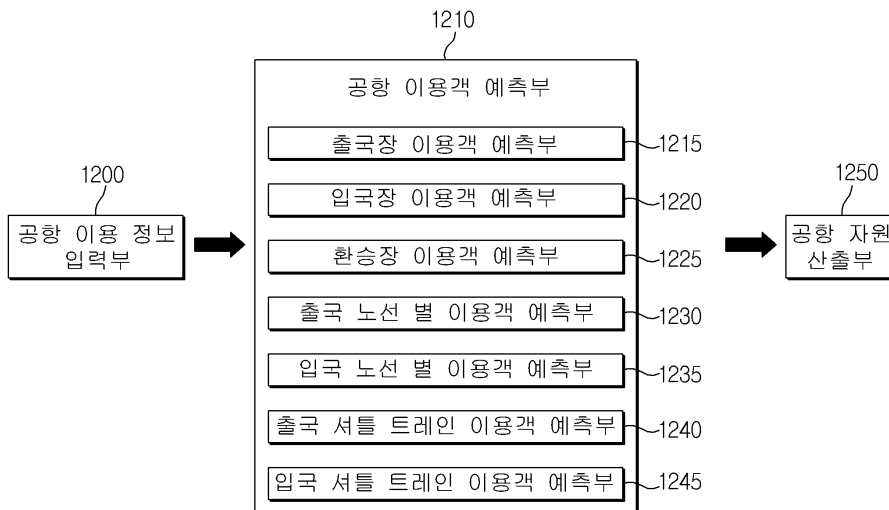 1210
공항 이용객 예측부
출국장 이용객 예측부
1215
1200
입국장 이용객 예측부
1220
1250
공항 이용 정보
입력부
환승장 이용객 예측부
1225
공항 자원
산출부
출국 노선 별 이용객 예측부
1230
입국 노선 별 이용객 예측부
1235
출국 셔틀 트레인 이용객 예측부
1240
입국 셔틀 트레인 이용객 예측부
1245